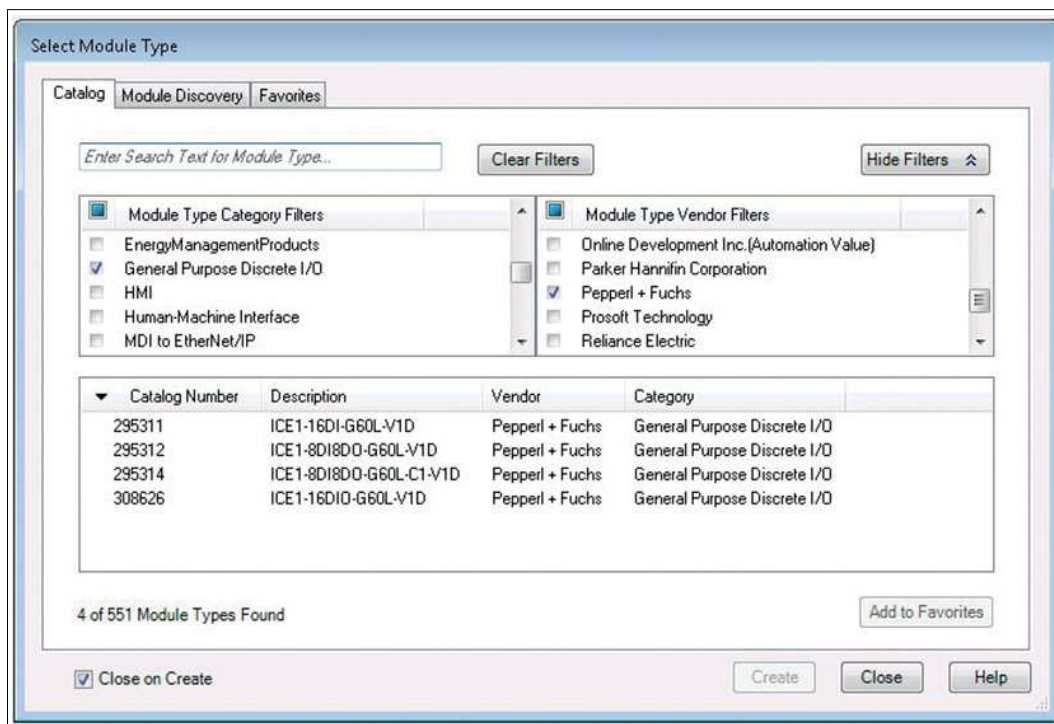 Select Module Type
Catalog Module Discovery Favorites
Enter Search Text for Module Type... Clear Filters Hide Filters
Module Type Category Filters Module Type Vendor Filters
EnergyManagementProducts Online Development Inc.(Automation Value)
General Purpose Discrete I/O Parker Hannifin Corporation
HMI Pepperl + Fuchs
Human-Machine Interface Prosoft Technology
MDI to EtherNet/IP Reliance Electric
Catalog Number Description Vendor Category
295311 ICE1-16DI-G60L-V1D Pepperl + Fuchs General Purpose Discrete I/O
295312 ICE1-8DI8DO-G60L-V1D Pepperl + Fuchs General Purpose Discrete I/O
295314 ICE1-8DI8DO-G60L-C1-V1D Pepperl + Fuchs General Purpose Discrete I/O
308626 ICE1-16DIO-G60L-V1D Pepperl + Fuchs General Purpose Discrete I/O
4 of 551 Module Types Found Add to Favorites
Close on Create Create Close Help